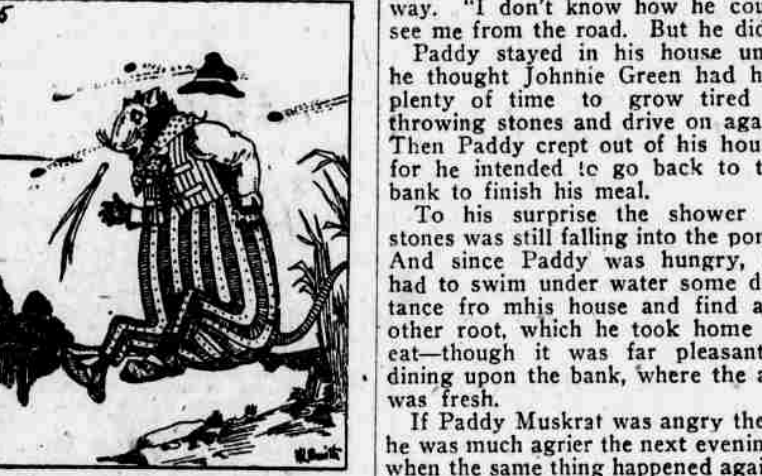 5
way. "I don't know how he cou
see me from the road. But he did
Paddy stayed in his house un
he thought Johnnie Green had h
plenty of time to grow tired
throwing stones and drive on aga
Then Paddy crept out of his hou
for he intended to go back to t
bank to finish his meal.
To his surprise the shower
stones was still falling into the pon
And since Paddy was hungry,
had to swim under water some d
tance fro mhis house and find a
other root, which he took home
eat—though it was far pleasant
dining upon the bank, where the a
was fresh.
If Paddy Muskrat was angry the
he was much agrier the next evenin
when the same thing happened agai